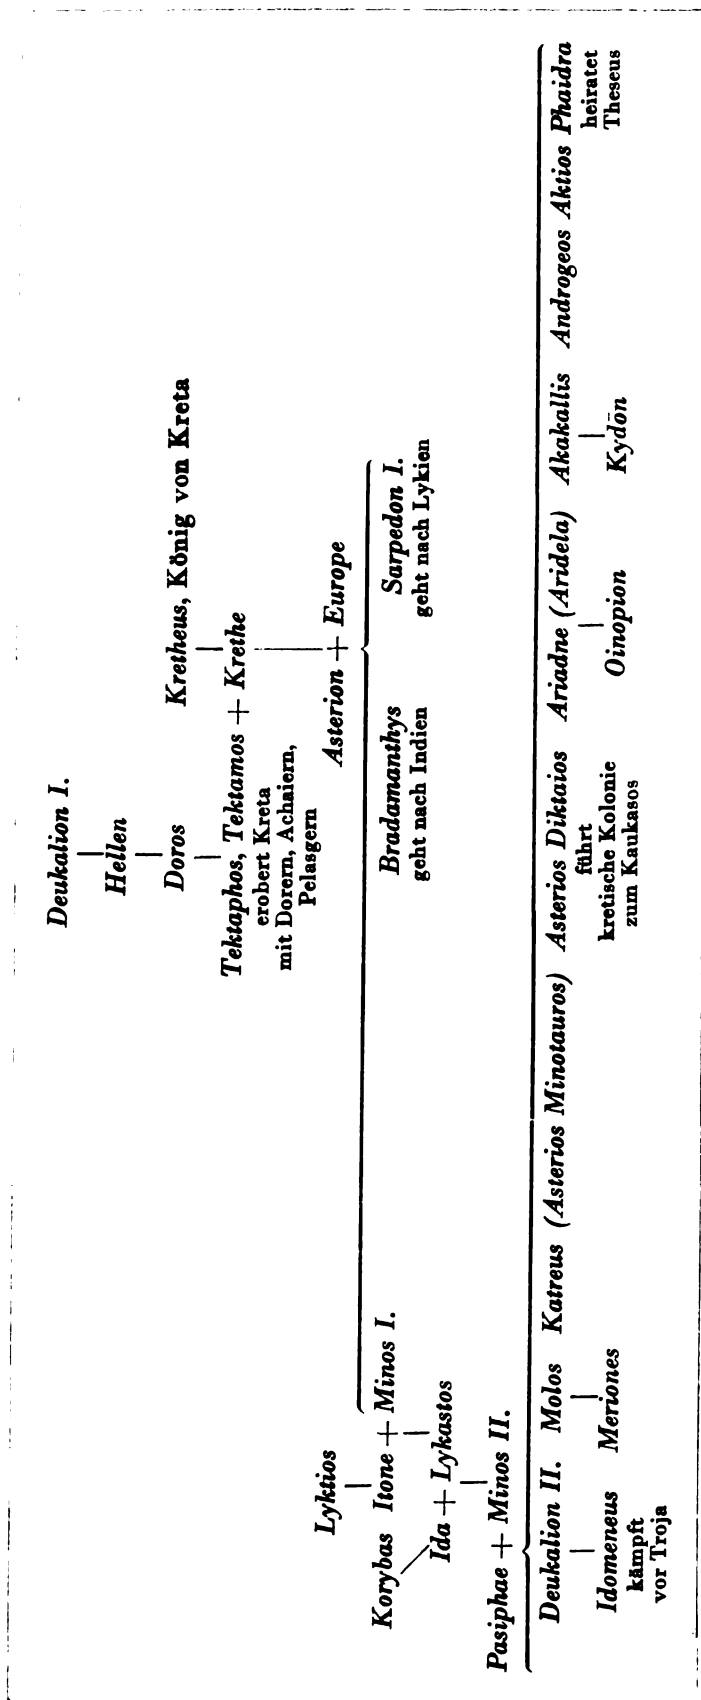 Deukalion I.
Hellen
Doros
Kretheus, König von Kreta
Tektaphos, Tektamos + Krethe
erobert Kreta
mit Dorern, Achaiern,
Pelasgern
Lyktios
Asterion + Europe
Korybas Itone + Minos I.
Bradamanthys
geht nach Indien
Sarpedon I.
geht nach Lykien
Ida + Lykastos
Pasiphae + Minos II.
Deukalion II. Molos Katreus (Asterios Minotauros) Asterios Diktaios Ariadne (Aridela) Akakallis Androgeos Aktios Phaidra
führt
kretische Kolonie
zum Kaukasos
heiratet
Theseus
Idomeneus Meriones Oinopion Kydōn
kämpft
vor Troja